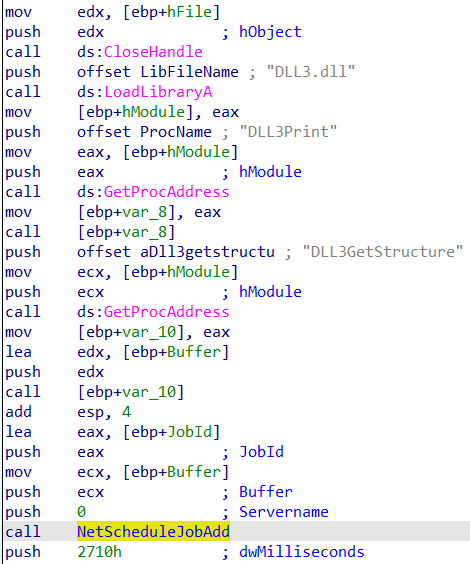 mov edx, [ebp+hFile]
push edx ; hObject
call ds:CloseHandle
push offset LibFileName ; "DLL3.dll"
call ds:LoadLibraryA
mov [ebp+hModule], eax
push offset ProcName ; "DLL3Print"
mov eax, [ebp+hModule]
push eax ; hModule
call ds:GetProcAddress
mov [ebp+var_8], eax
call [ebp+var_8]
push offset aDll3getstructu ; "DLL3GetStructure"
mov ecx, [ebp+hModule]
push ecx ; hModule
call ds:GetProcAddress
mov [ebp+var_10], eax
lea edx, [ebp+Buffer]
push edx
call [ebp+var_10]
add esp, 4
lea eax, [ebp+JobId]
push eax ; JobId
mov ecx, [ebp+Buffer]
push ecx ; Buffer
push 0 ; Servername
call NetScheduleJobAdd
push 2710h ; dwMilliseconds